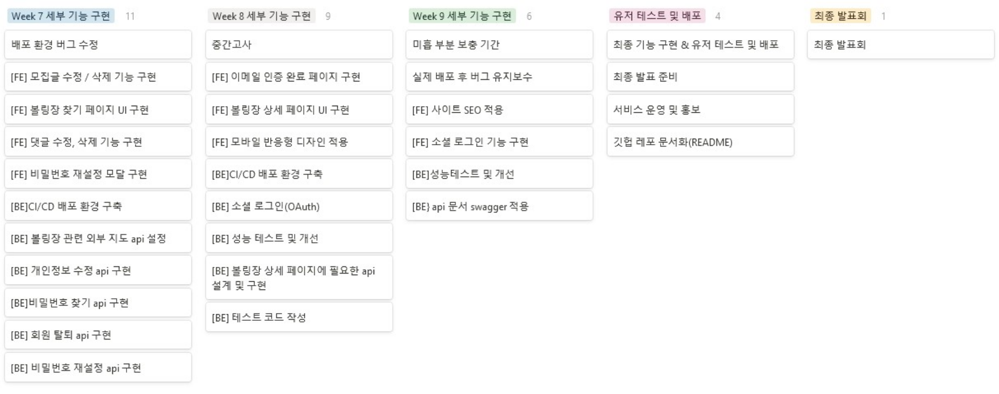 Week 7 세부 기능 구현 11
배포 환경 버그 수정
[FE] 모집글 수정 / 삭제 기능 구현
[FE] 볼링장 찾기 페이지 UI 구현
[FE] 댓글 수정, 삭제 기능 구현
[FE] 비밀번호 재설정 모달 구현
[BE]CI/CD 배포 환경 구축
[BE] 볼링장 관련 외부 지도 api 설정
[BE] 개인정보 수정 api 구현
[BE]비밀번호 찾기 api 구현
[BE] 회원 탈퇴 api 구현
[BE] 비밀번호 재설정 api 구현
Week 8 세부 기능 구현 9
중간고사
[FE] 이메일 인증 완료 페이지 구현
[FE] 볼링장 상세 페이지 UI 구현
[FE] 모바일 반응형 디자인 적용
[BE]CI/CD 배포 환경 구축
[BE] 소셜 로그인(OAuth)
[BE] 성능 테스트 및 개선
[BE] 볼링장 상세 페이지에 필요한 api
설계 및 구현
[BE] 테스트 코드 작성
Week 9 세부 기능 구현 6
미흡 부분 보충 기간
실제 배포 후 버그 유지보수
[FE] 사이트 SEO 적용
[FE] 소셜 로그인 기능 구현
[BE]성능테스트 및 개선
[BE} api 문서 swagger 적용
유저 테스트 및 배포 4
최종 기능 구현 & 유저 테스트 및 배포
최종 발표 준비
서비스 운영 및 홍보
깃헙 레포 문서화(README)
최종 발표회 1
최종 발표회